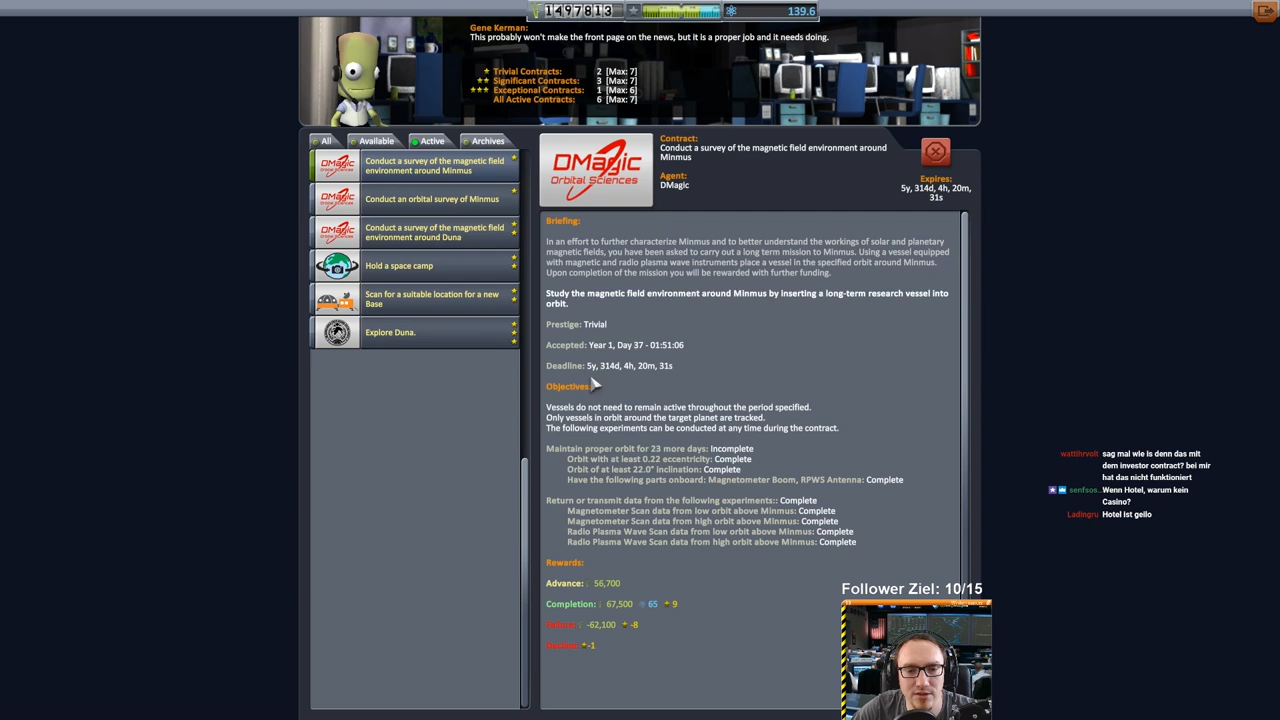 1497813
139.6
Gene Kerman:
This probably won't make the front page on the news, but it is a proper job and it needs doing.
Trivial Contracts: 2 [Max: 7]
Significant Contracts: 3 [Max: 7]
Exceptional Contracts: 1 [Max: 6]
All Active Contracts: 6 [Max: 7]
All
Available
Active
Archives
Conduct a survey of the magnetic field
environment around Minmus
Conduct an orbital survey of Minmus
Conduct a survey of the magnetic field
environment around Duna
Hold a space camp
Scan for a suitable location for a new
Base
Explore Duna.
DMagic
Orbital Sciences
Contract:
Conduct a survey of the magnetic field environment around
Minmus
Agent:
DMagic
Expires:
5y, 314d, 4h, 20m,
31s
Briefing:
In an effort to further characterize Minmus and to better understand the workings of solar and planetary
magnetic fields, you have been asked to carry out a long term mission to Minmus. Using a vessel equipped
with magnetic and radio plasma wave instruments place a vessel in the specified orbit around Minmus.
Upon completion of the mission you will be rewarded with further funding.
Study the magnetic field environment around Minmus by inserting a long-term research vessel into
orbit.
Prestige: Trivial
Accepted: Year 1, Day 37 - 01:51:06
Deadline: 5y, 314d, 4h, 20m, 31s
Objectives:
Vessels do not need to remain active throughout the period specified.
Only vessels in orbit around the target planet are tracked.
The following experiments can be conducted at any time during the contract.
Maintain proper orbit for 23 more days: Incomplete
Orbit with at least 0.22 eccentricity: Complete
Orbit of at least 22.0° inclination: Complete
Have the following parts onboard: Magnetometer Boom, RPWS Antenna: Complete
Return or transmit data from the following experiments:: Complete
Magnetometer Scan data from low orbit above Minmus: Complete
Magnetometer Scan data from high orbit above Minmus: Complete
Radio Plasma Wave Scan data from low orbit above Minmus: Complete
Radio Plasma Wave Scan data from high orbit above Minmus: Complete
Rewards:
Advance: 56,700
Completion: 67,500 65 9
Failure: -62,100 -8
Decline: -1
wattihrvolt sag mal wie is denn das mit
dem investor contract? bei mir
hat das nicht funktioniert
senfsos.. Wenn Hotel, warum kein
Casino?
Ladingru Hotel ist geilo
Follower Ziel: 10/15